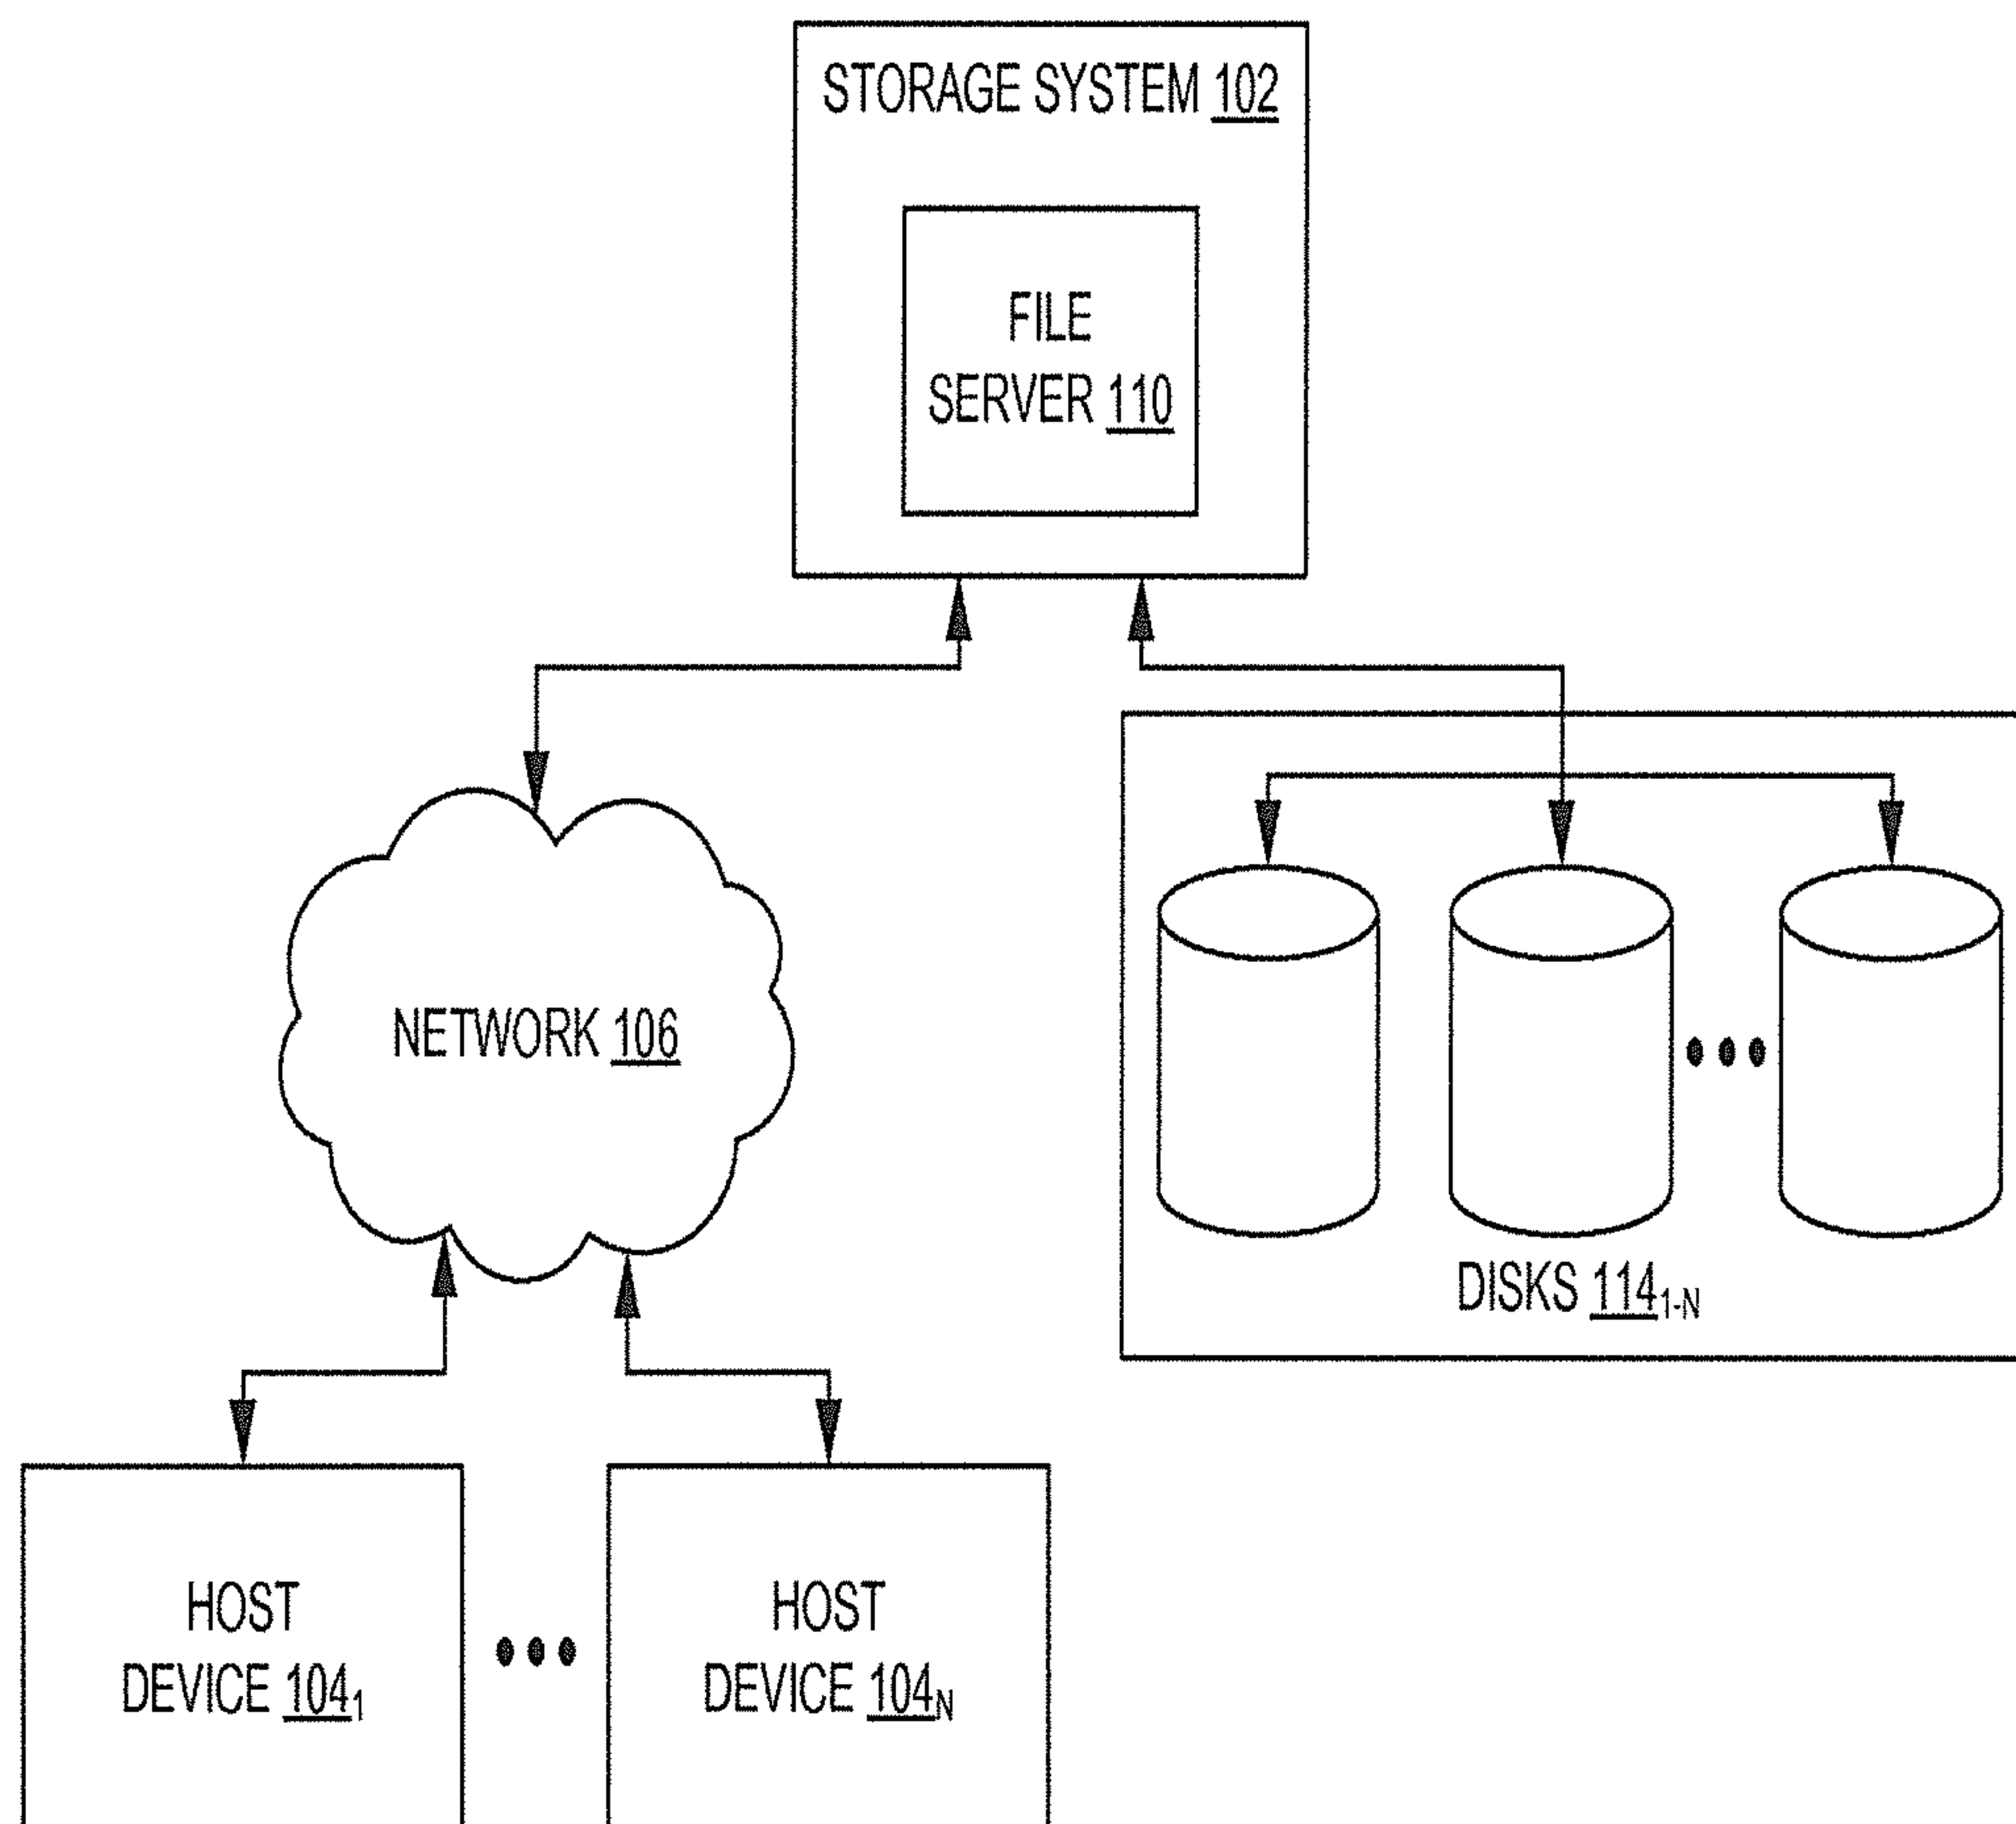 STORAGE SYSTEM 102
FILE
SERVER 110
NETWORK 106
DISKS 114₁₋N
HOST
DEVICE 104₁
HOST
DEVICE 104N